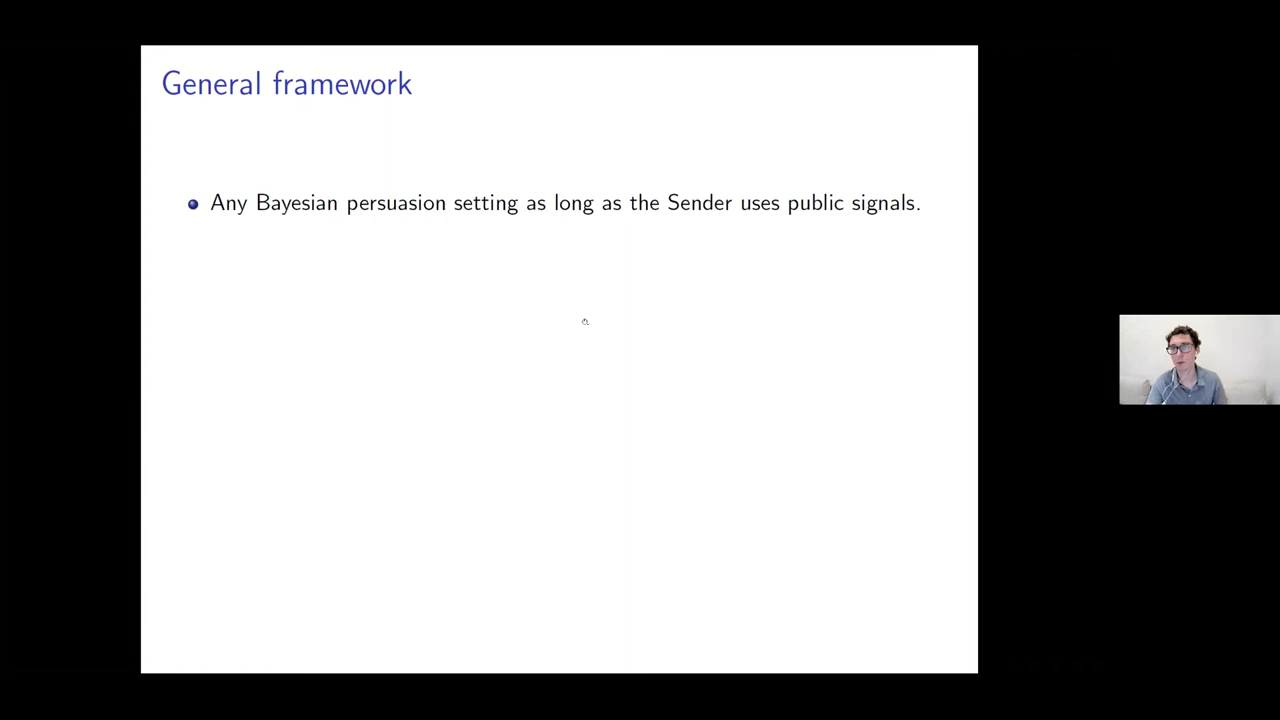 General framework
Any Bayesian persuasion setting as long as the Sender uses public signals.